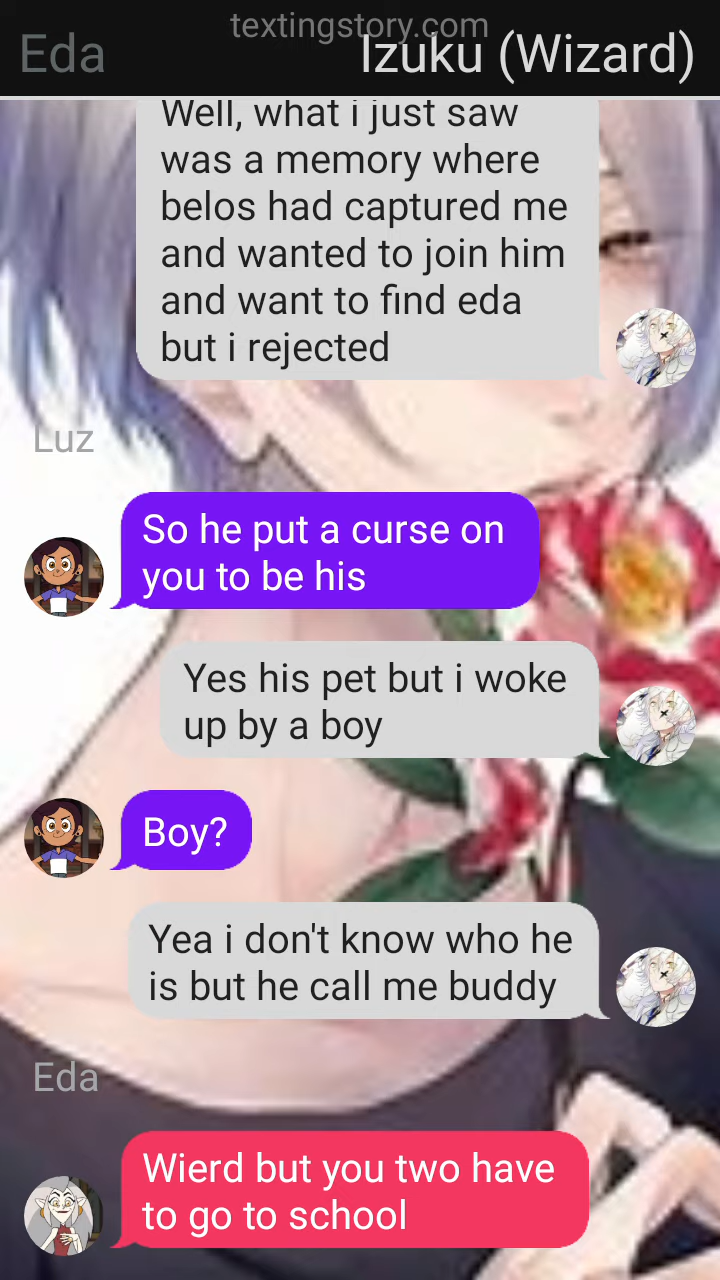 textingstory.com
Eda
Izuku (Wizard)
Well, what i just saw
was a memory where
belos had captured me
and wanted to join him
and want to find eda
but i rejected
Luz
So he put a curse on
you to be his
Yes his pet but i woke
up by a boy
Boy?
Yea i don't know who he
is but he call me buddy
Eda
Wierd but you two have
to go to school